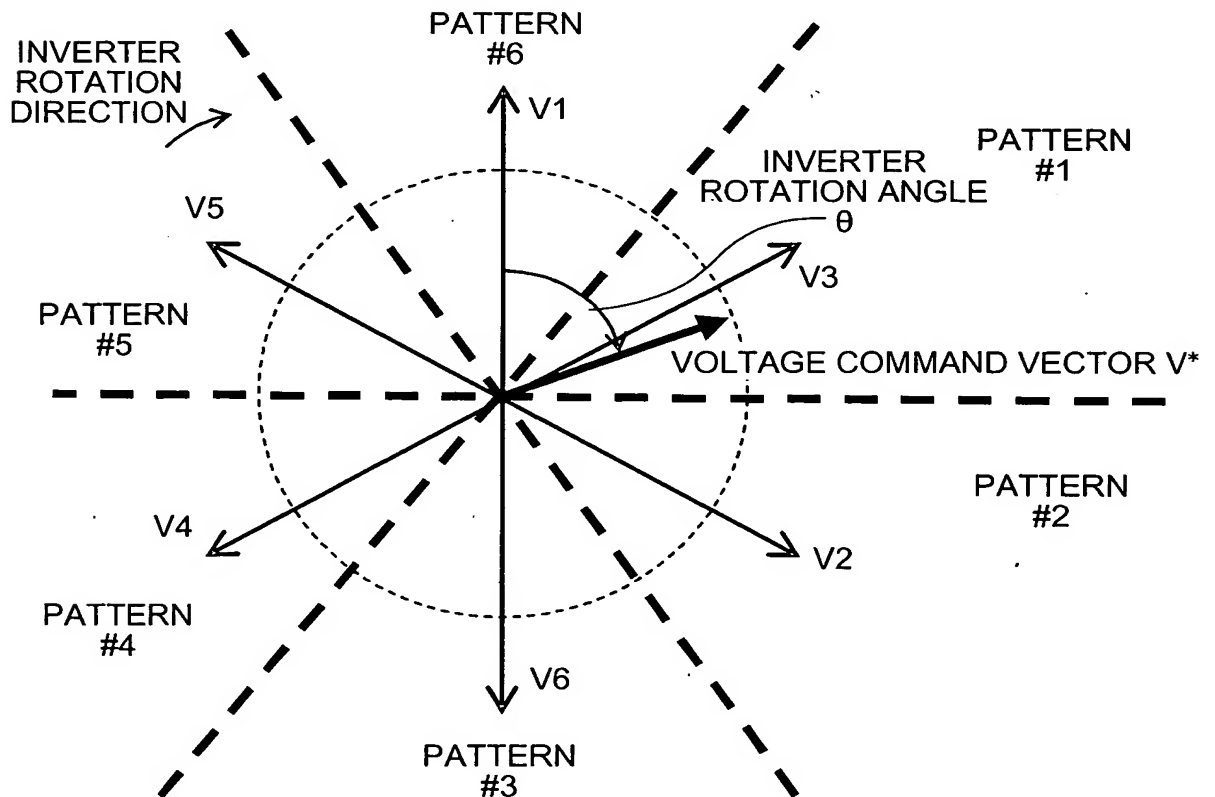 PATTERN
#6
INVERTER
ROTATION
DIRECTION
V1
PATTERN
#1
INVERTER
ROTATION ANGLE
θ
V5
V3
PATTERN
#5
VOLTAGE COMMAND VECTOR V*
PATTERN
#2
V4
V2
PATTERN
#4
V6
PATTERN
#3